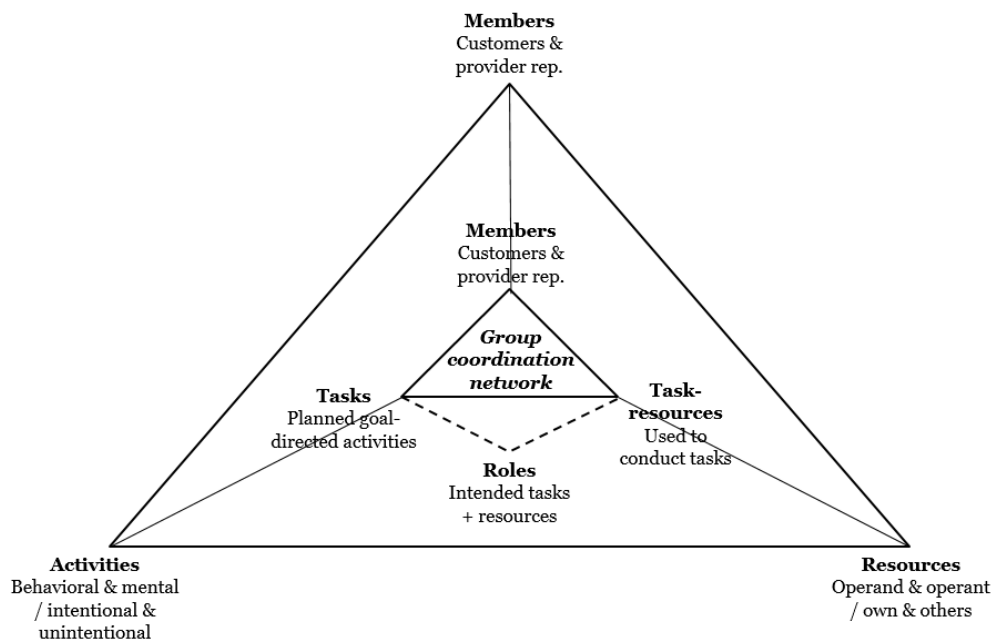 Members
Customers &
provider rep.
Members
Customers &
provider rep.
Group
coordination
network
Tasks
Planned goal-
directed activities
Task-
resources
Used to
conduct tasks
Roles
Intended tasks
+ resources
Activities
Behavioral & mental
/ intentional &
unintentional
Resources
Operand & operant
/ own & others